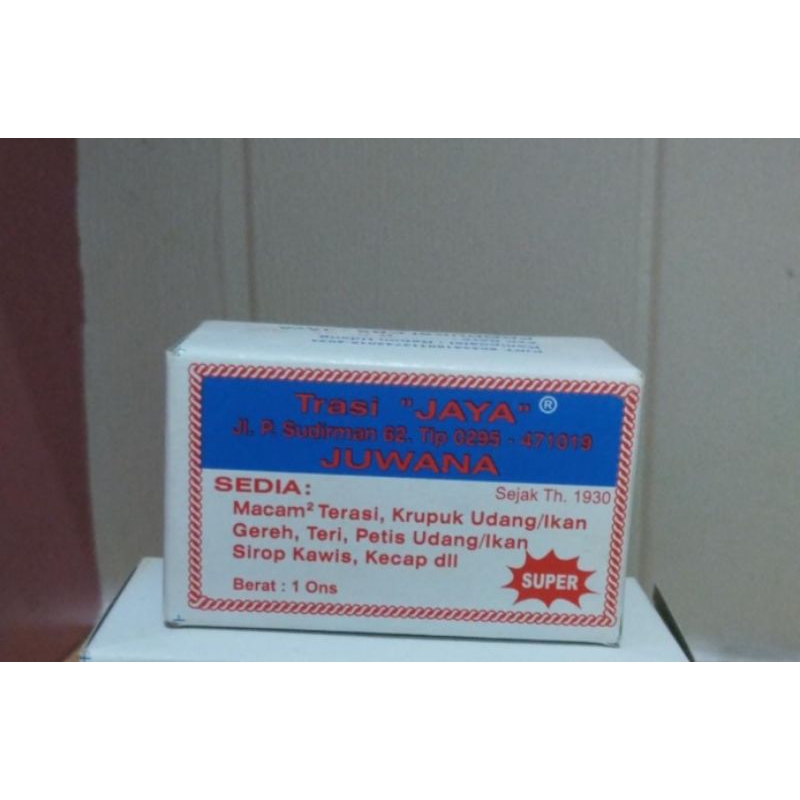 Trasi "JAYA" ®
Jl. P. Sudirman 62. Tlp 0295 - 471019
JUWANA
SEDIA:
Sejak Th. 1930
Macam² Terasi, Krupuk Udang/Ikan
Gereh, Teri, Petis Udang/Ikan
Sirop Kawis, Kecap dll
Berat : 1 Ons
SUPER